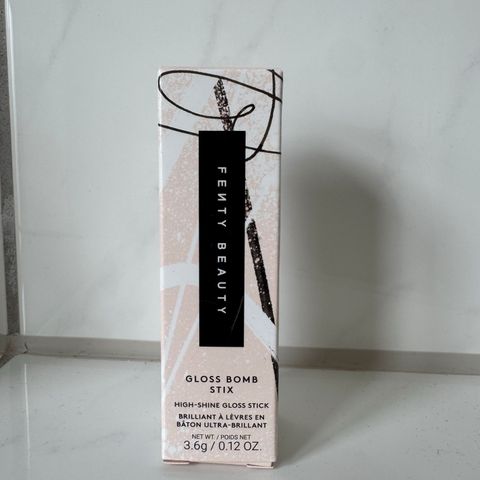 FEИTY BEAUTY
GLOSS BOMB
STIX
HIGH-SHINE GLOSS STICK
BRILLIANT À LÈVRES EN
BÂTON ULTRA-BRILLANT
NET WT. / POIDS NET
3.6g / 0.12 OZ.